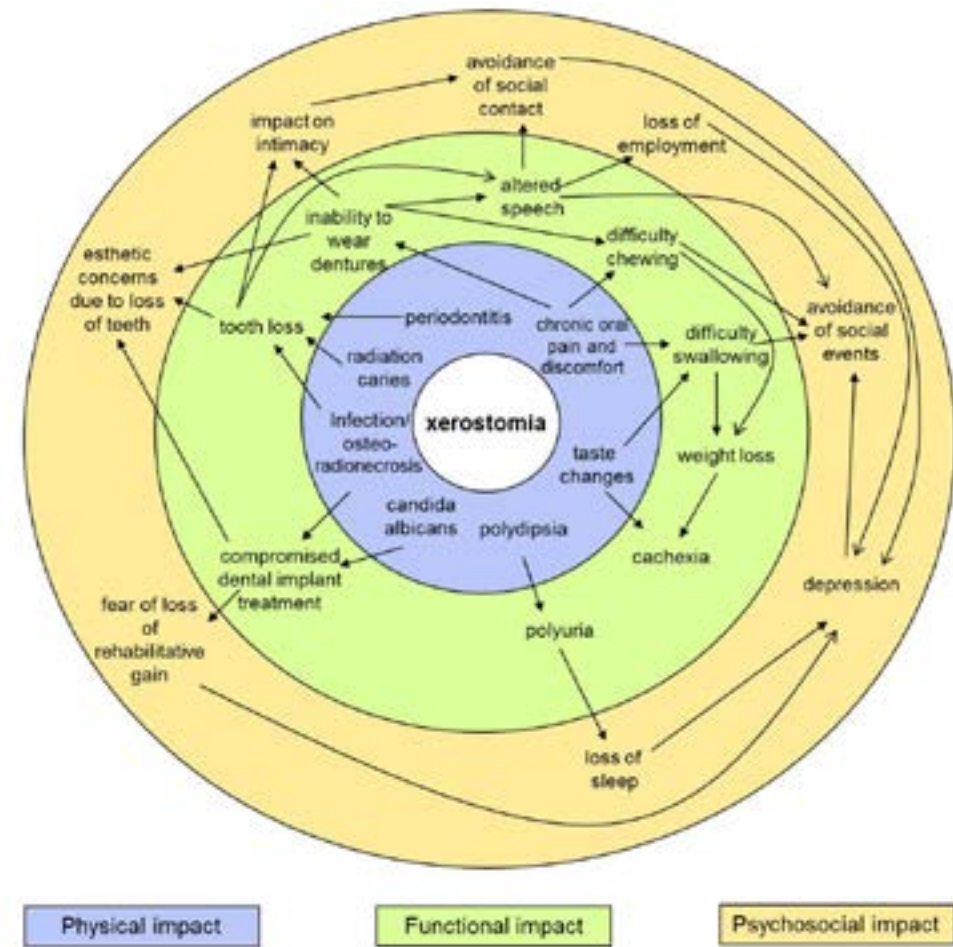 avoidance
of social
contact
impact on
intimacy
loss of
employment
altered
speech
inability to
wear
dentures
difficulty
chewing
esthetic
concerns
due to loss
of teeth
avoidance
of social
events
tooth loss
periodontitis
chronic oral
pain and
discomfort
difficulty
swallowing
radiation
caries
xerostomia
Infection/
osteo-
radionecrosis
taste
changes
weight loss
candida
albicans
polydipsia
cachexia
compromised
dental implant
treatment
depression
fear of loss
of
rehabilitative
gain
polyuria
loss of
sleep
Physical impact
Functional impact
Psychosocial impact